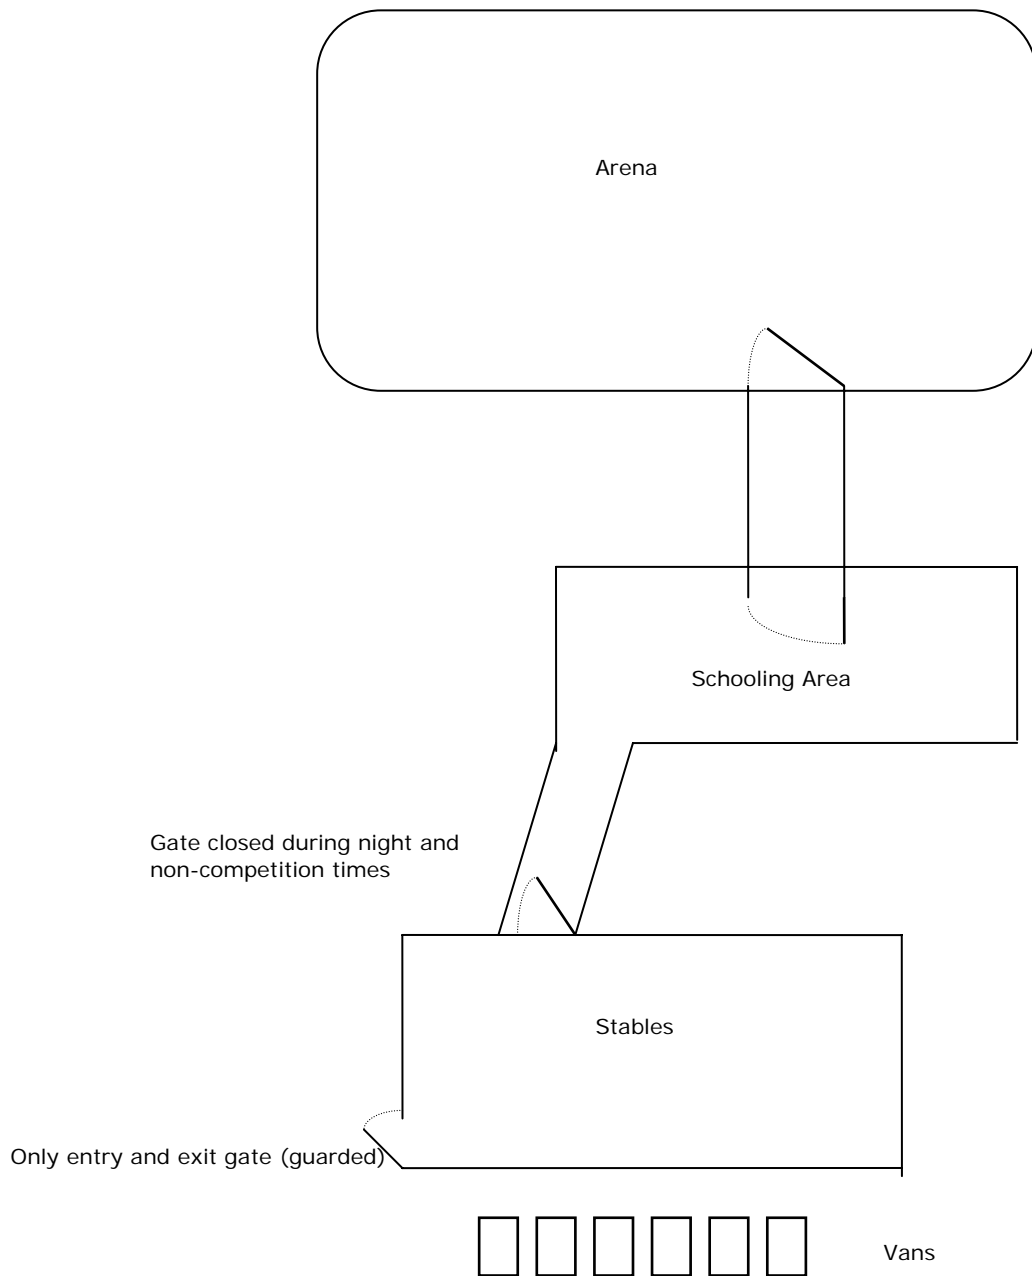 Arena
Schooling Area
Gate closed during night and
non-competition times
Stables
Only entry and exit gate (guarded)
Vans